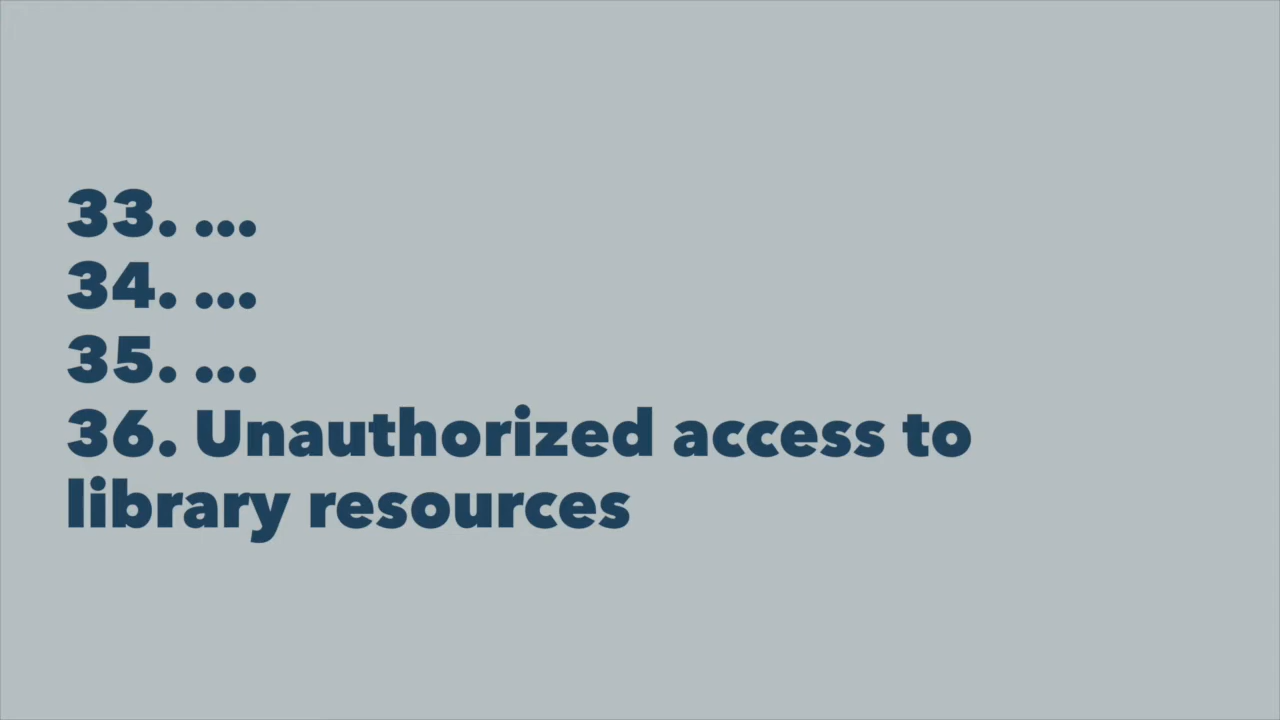 33. ...
34. ...
35. ...
36. Unauthorized access to
library resources